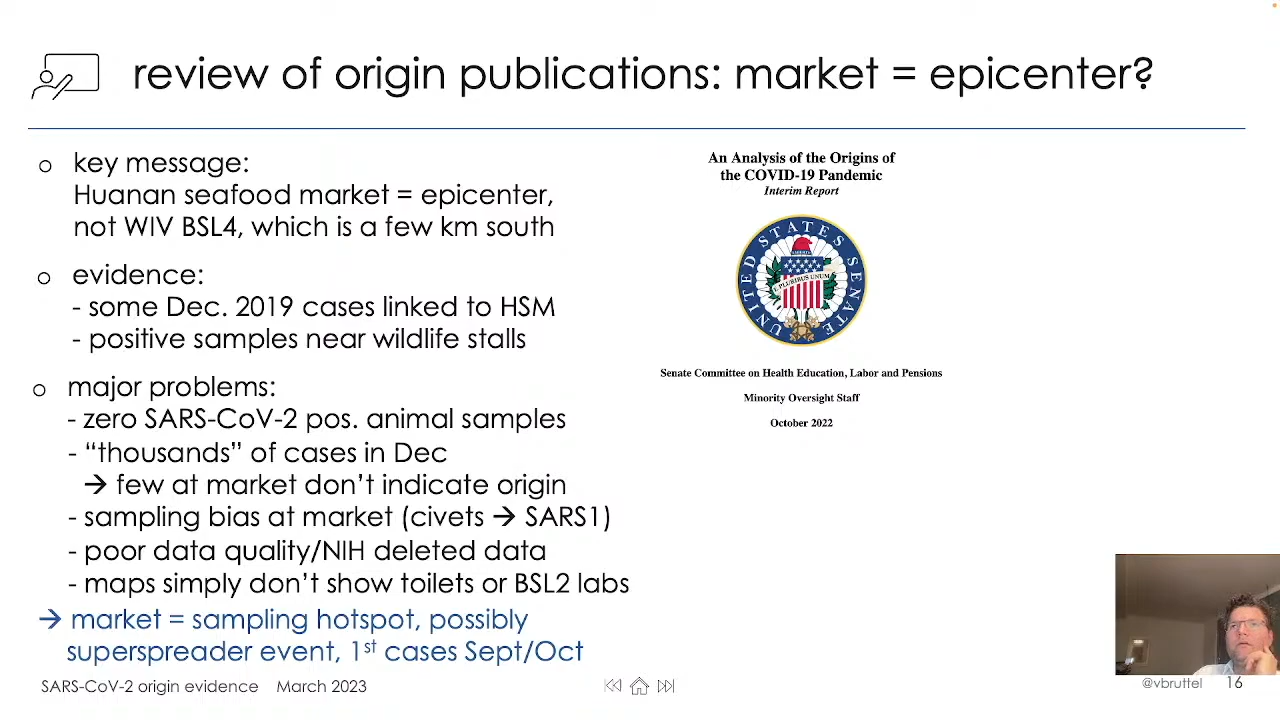 review of origin publications: market = epicenter?
o key message:
Huanan seafood market = epicenter,
not WIV BSL4, which is a few km south
o evidence:
- some Dec. 2019 cases linked to HSM
- positive samples near wildlife stalls
o major problems:
- zero SARS-CoV-2 pos. animal samples
- “thousands” of cases in Dec
→ few at market don’t indicate origin
- sampling bias at market (civets → SARS1)
- poor data quality/NIH deleted data
- maps simply don’t show toilets or BSL2 labs
→ market = sampling hotspot, possibly
superspreader event, 1st cases Sept/Oct
An Analysis of the Origins of
the COVID-19 Pandemic
Interim Report
UNITED STATES SENATE
E PLURIBUS UNUM
Senate Committee on Health Education, Labor and Pensions
Minority Oversight Staff
October 2022
SARS-CoV-2 origin evidence March 2023
@vbruttel 16